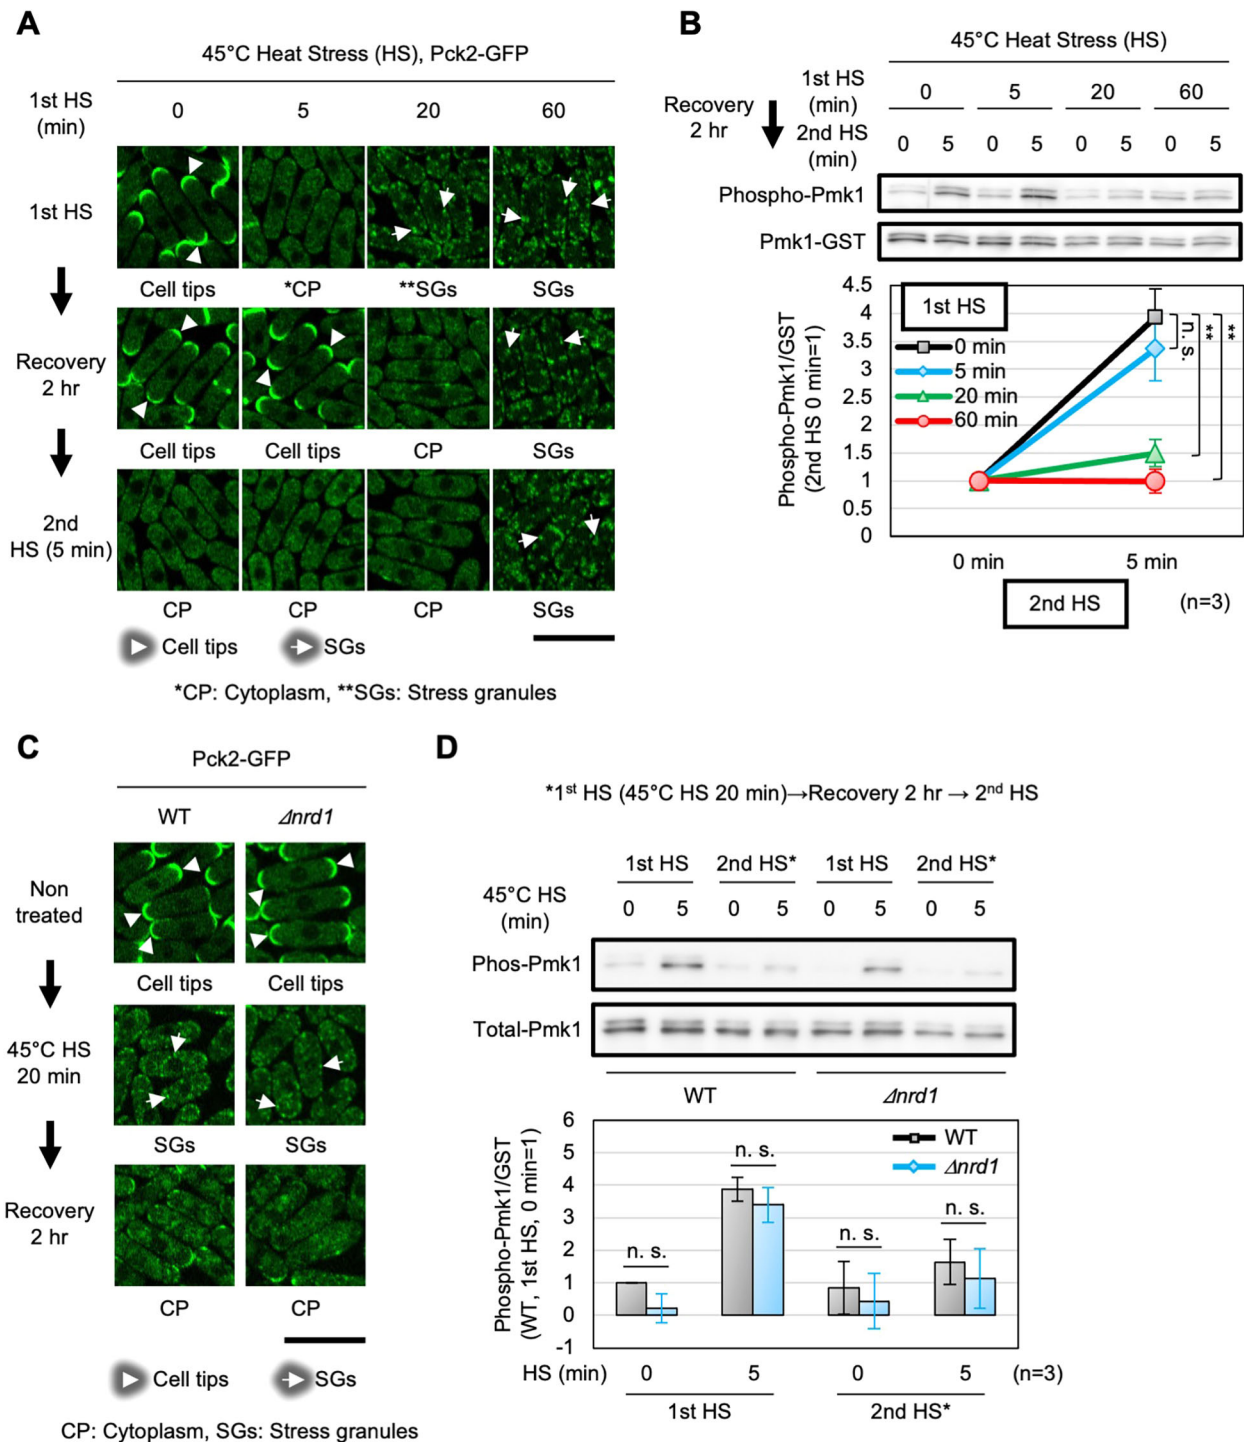 A
45°C Heat Stress (HS), Pck2-GFP
1st HS
(min)
0 5 20 60
1st HS
Cell tips *CP **SGs SGs
Recovery
2 hr
Cell tips Cell tips CP SGs
2nd
HS (5 min)
CP CP CP SGs
Cell tips SGs
*CP: Cytoplasm, **SGs: Stress granules
B
45°C Heat Stress (HS)
Recovery
2 hr
1st HS
(min)
0 5 20 60
2nd HS
(min)
0 5 0 5 0 5 0 5
Phospho-Pmk1
Pmk1-GST
Phospho-Pmk1/GST
(2nd HS 0 min=1)
4.5
4
3.5
3
2.5
2
1.5
1
0.5
0
1st HS
0 min
5 min
20 min
60 min
n. s.
**
**
0 min 5 min
2nd HS
(n=3)
C
Pck2-GFP
WT Δnrd1
Non
treated
Cell tips Cell tips
45°C HS
20 min
SGs SGs
Recovery
2 hr
CP CP
Cell tips SGs
CP: Cytoplasm, SGs: Stress granules
D
*1st HS (45°C HS 20 min)→Recovery 2 hr → 2nd HS
1st HS 2nd HS* 1st HS 2nd HS*
45°C HS
(min)
0 5 0 5 0 5 0 5
Phos-Pmk1
Total-Pmk1
WT Δnrd1
Phospho-Pmk1/GST
(WT, 1st HS, 0 min=1)
6
5
4
3
2
1
0
-1
WT
Δnrd1
n. s.
n. s.
n. s.
n. s.
HS (min) 0 5 0 5 (n=3)
1st HS 2nd HS*